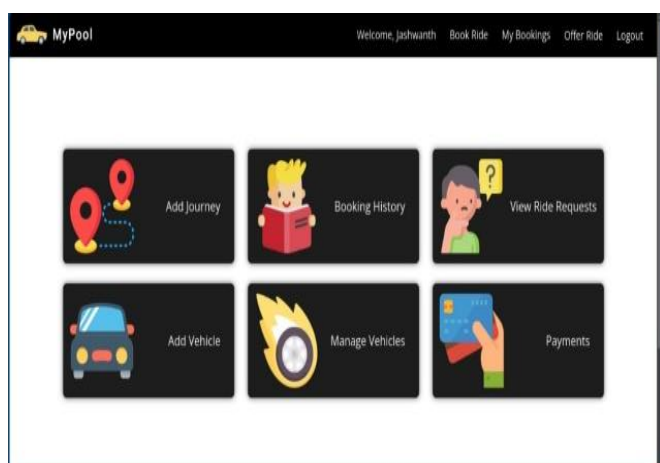 MyPool Welcome, Jashwanth Book Ride My Bookings Offer Ride Logout
Add Journey Booking History ? View Ride Requests
Add Vehicle Manage Vehicles Payments